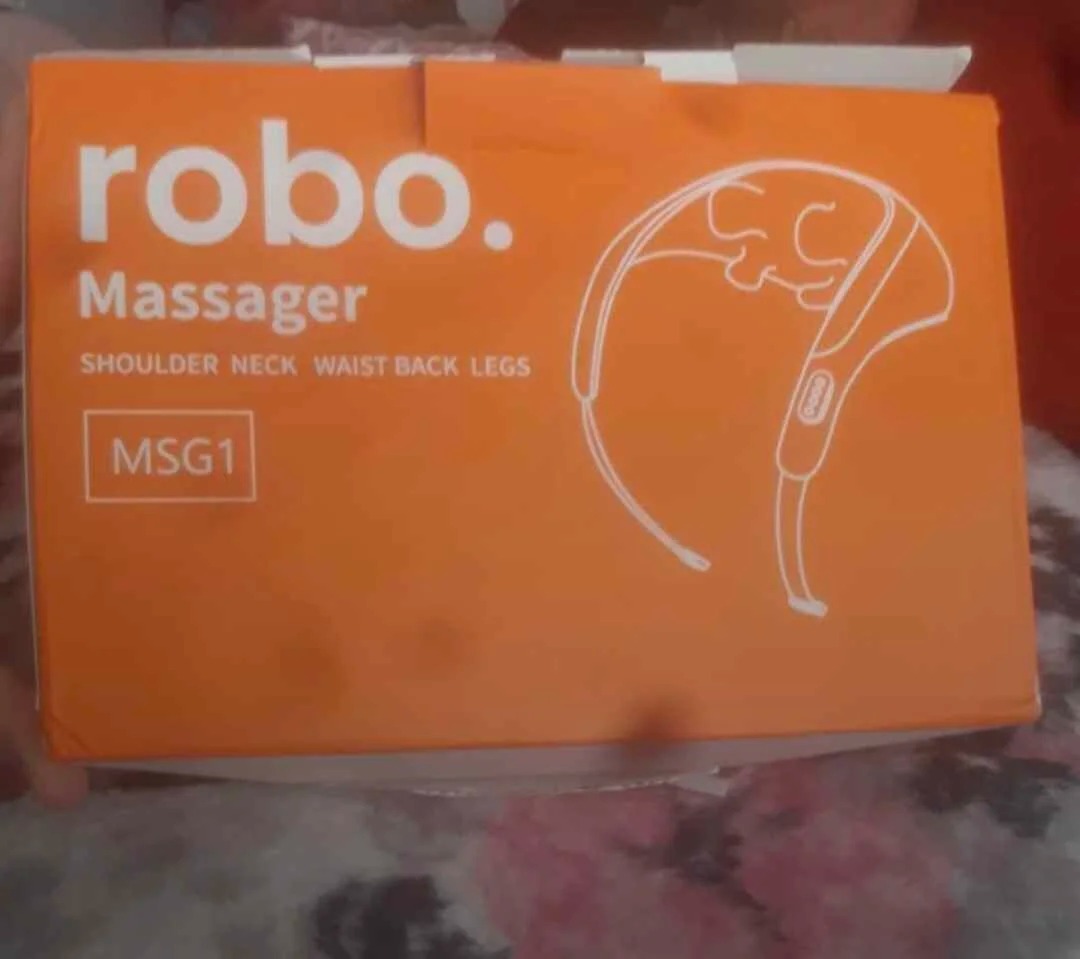 robo.
Massager
SHOULDER NECK WAIST BACK LEGS
MSG1